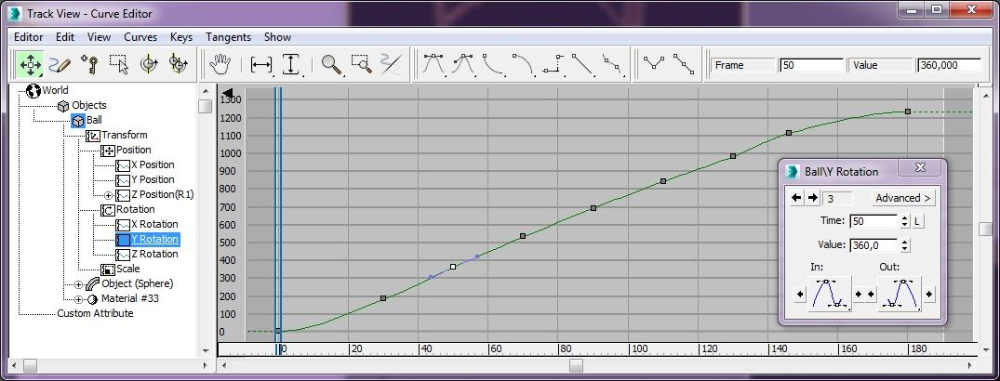 Track View - Curve Editor
Editor Edit View Curves Keys Tangents Show
Frame 50 Value 360,000
World
Objects
Ball
Transform
Position
X Position
Y Position
Z Position(R1)
Rotation
X Rotation
Y Rotation
Z Rotation
Scale
Object (Sphere)
Material #33
Custom Attribute
1300
1200
1100
1000
900
800
700
600
500
400
300
200
100
0
0 20 40 60 80 100 120 140 160 180
Ball\Y Rotation
3 Advanced >
Time: 50 L
Value: 360,0
In: Out: